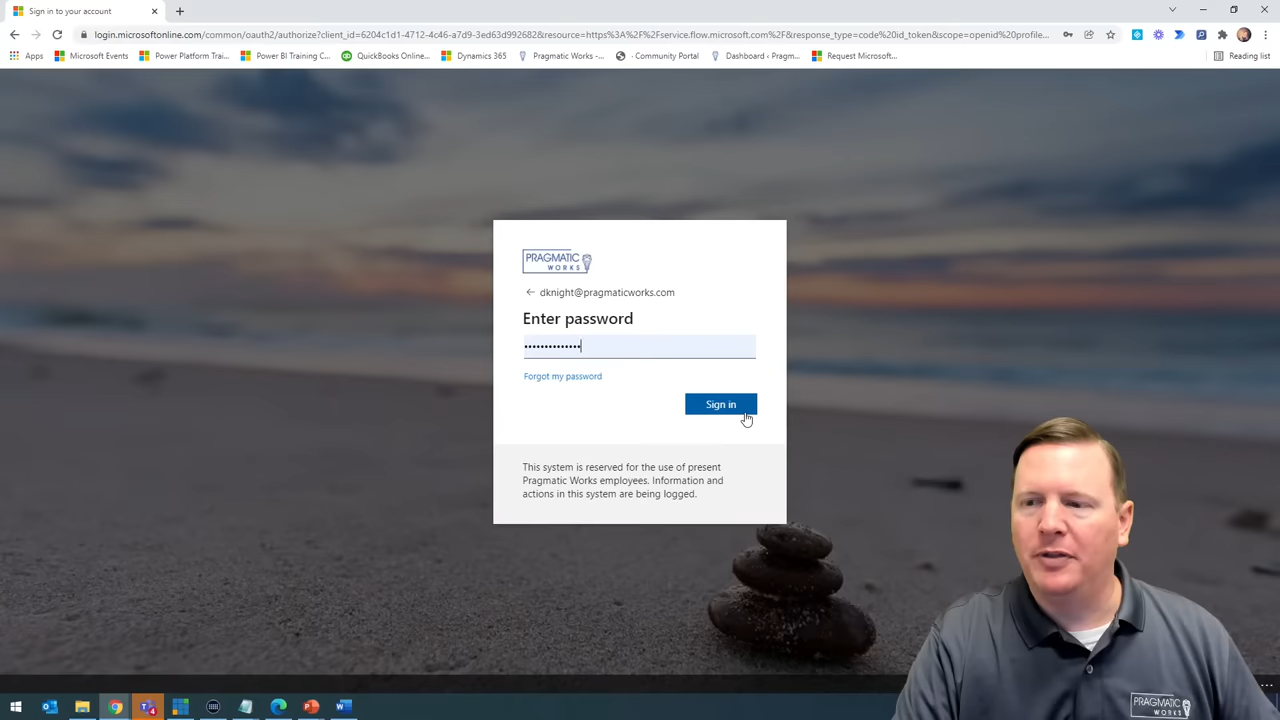 Sign in to your account
login.microsoftonline.com/common/oauth2/authorize?client_id=6204c1d1-4712-4c46-a7d9-3ed63d992682&resource=https%3A%2F%2Fservice.flow.microsoft.com%2F&response_type=code%20id_token&scope=openid%20profile...
Apps Microsoft Events Power Platform Trai... Power BI Training C... QuickBooks Online... Dynamics 365 Pragmatic Works -... - Community Portal Dashboard ‹ Pragm... Request Microsoft... Reading list
PRAGMATIC
WORKS
dknight@pragmaticworks.com
Enter password
Forgot my password
Sign in
This system is reserved for the use of present
Pragmatic Works employees. Information and
actions in this system are being logged.
PRAGMATIC
WORKS